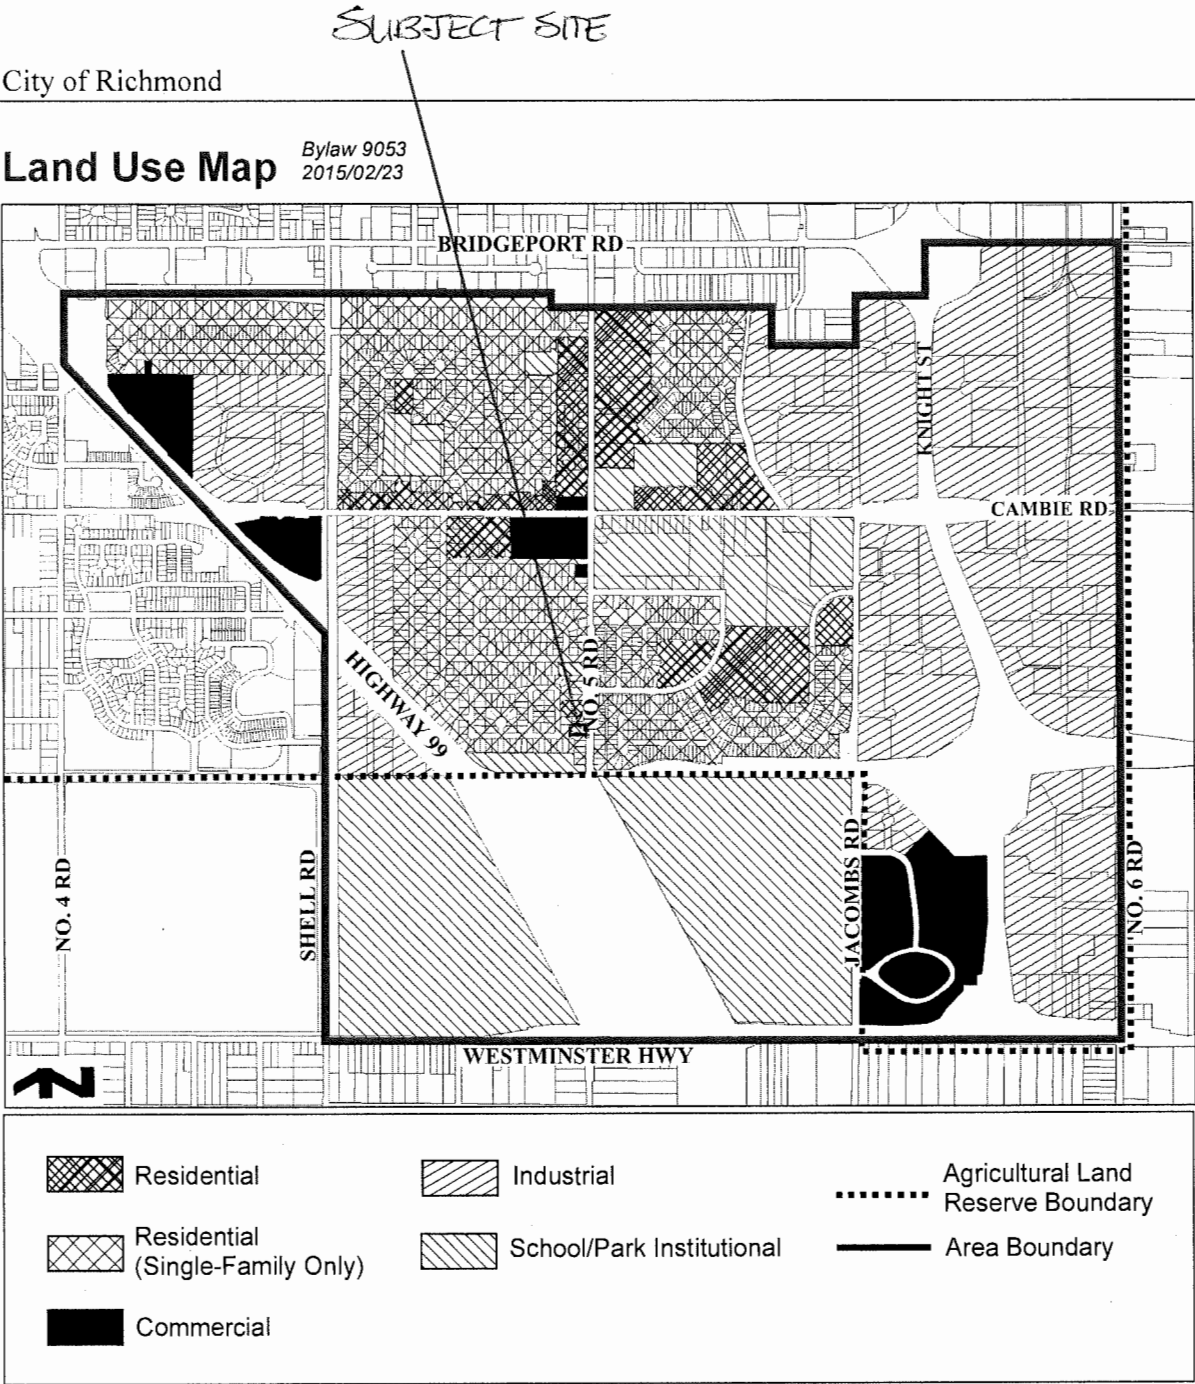 SUBJECT SITE
City of Richmond
Land Use Map
Bylaw 9053
2015/02/23
BRIDGEPORT RD
KNIGHT ST
CAMBIE RD
NO. 5 RD
HIGHWAY 99
NO. 4 RD
SHELL RD
JACOMBS RD
NO. 6 RD
WESTMINSTER HWY
Residential
Residential
(Single-Family Only)
Commercial
Industrial
School/Park Institutional
Agricultural Land
Reserve Boundary
Area Boundary